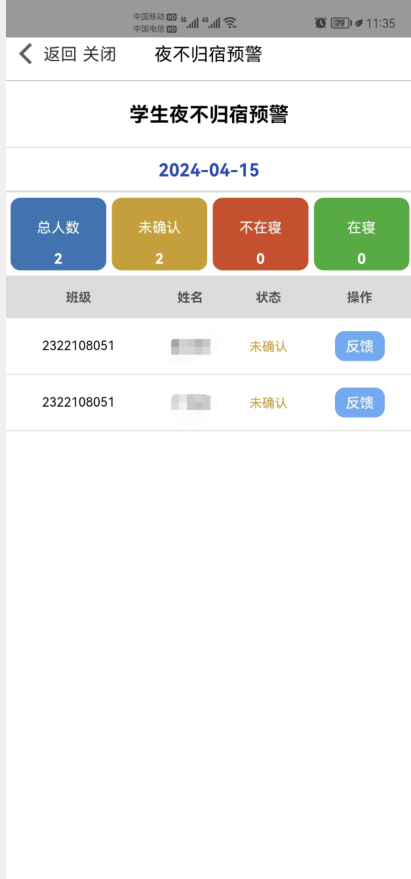 中国移动 HD 5G 4G
中国电信 HD
79 11:35
返回 关闭 夜不归宿预警
学生夜不归宿预警
2024-04-15
总人数 未确认 不在寝 在寝
2 2 0 0
班级 姓名 状态 操作
2322108051 未确认 反馈
2322108051 未确认 反馈